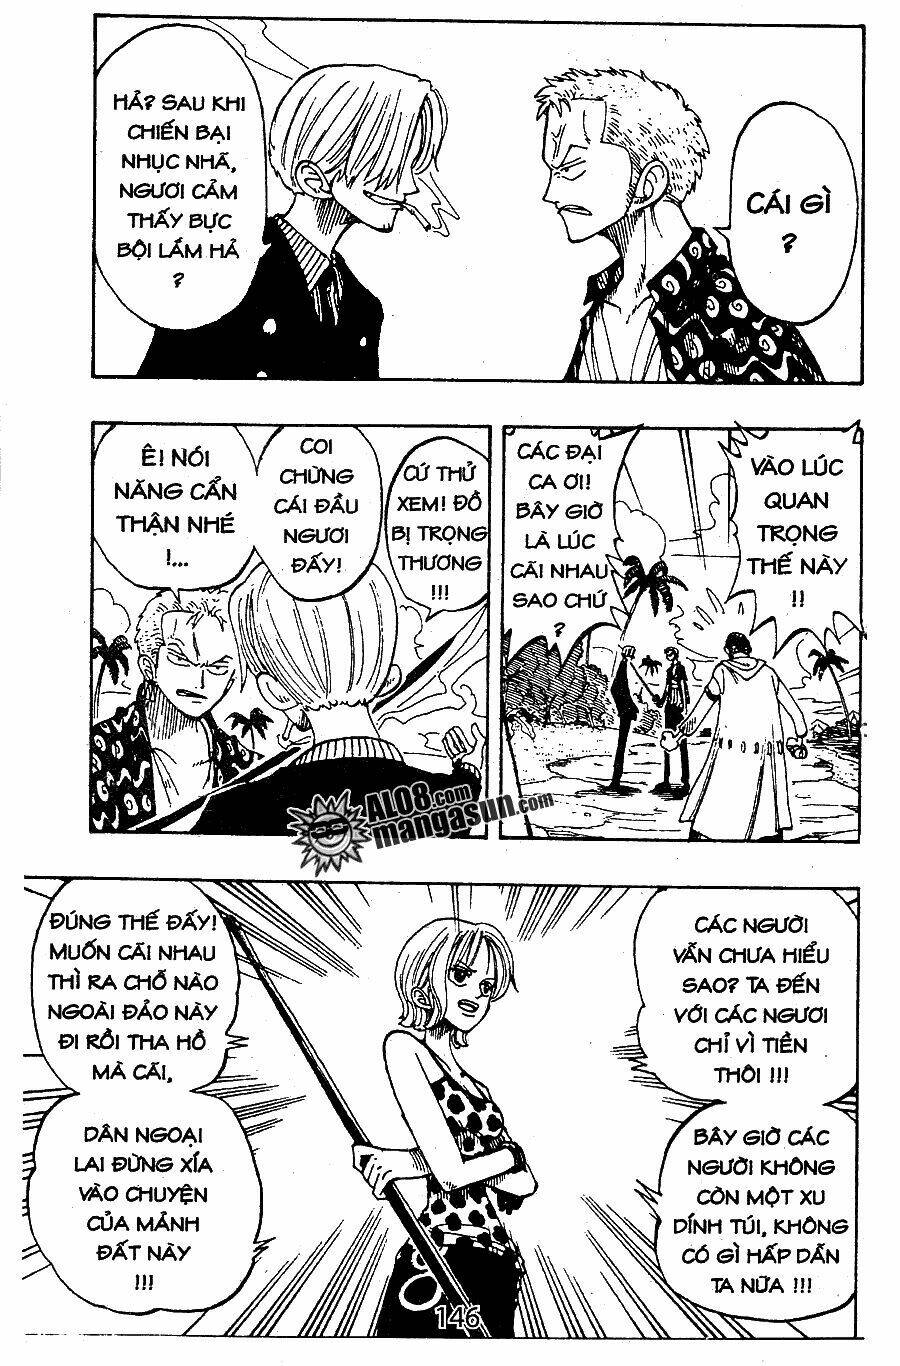 HẢ? SAU KHI
CHIẾN BẠI
NHỤC NHÃ,
NGƯƠI CẢM
THẤY BỰC
BỘI LẮM HẢ
?
CÁI GÌ
?
Ê! NÓI
NĂNG CẨN
THẬN NHÉ
!...
COI
CHỪNG
CÁI ĐẦU
NGƯƠI
ĐẤY!
CỨ THỬ
XEM! ĐỒ
BỊ TRỌNG
THƯƠNG
!!!
CÁC ĐẠI
CA ƠI!
BÂY GIỜ
LÀ LÚC
CÃI NHAU
SAO CHỨ
?
VÀO LÚC
QUAN
TRỌNG
THẾ NÀY
!!
A108.com
mangasun.com
ĐÚNG THẾ ĐẤY!
MUỐN CÃI NHAU
THÌ RA CHỖ NÀO
NGOÀI ĐẢO NÀY
ĐI RỒI THA HỒ
MÀ CÃI,
DÂN NGOẠI
LAI ĐỪNG XÍA
VÀO CHUYỆN
CỦA MẢNH
ĐẤT NÀY
!!!
CÁC NGƯỜI
VẪN CHƯA HIỂU
SAO? TA ĐẾN
VỚI CÁC NGƯƠI
CHỈ VÌ TIỀN
THÔI !!!
BÂY GIỜ CÁC
NGƯỜI KHÔNG
CÒN MỘT XU
DÍNH TÚI, KHÔNG
CÓ GÌ HẤP DẪN
TA NỮA !!!
146